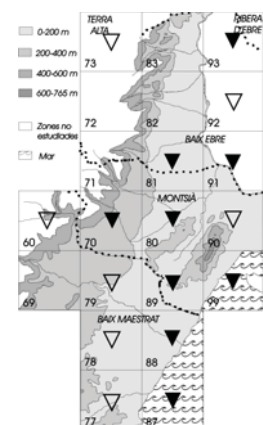 0-200 m
200-400 m
400-600 m
600-765 m
Zones no
estudiades
Mar
TERRA
ALTA
RIBERA
D'EBRE
73
83
93
72
82
92
BAIX EBRE
71
81
91
MONTSIÀ
60
70
80
90
69
79
89
99
BAIX MAESTRAT
78
88
77
87